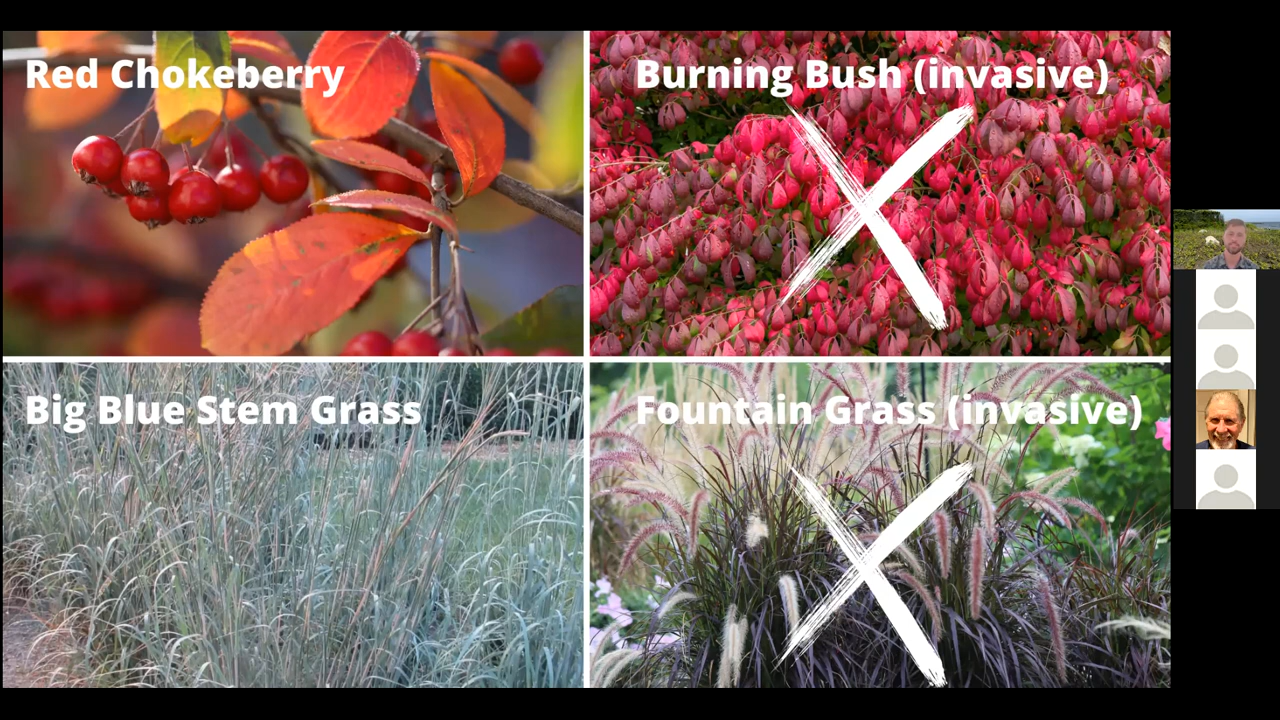 Red Chokeberry
Burning Bush (invasive)
Big Blue Stem Grass
Fountain Grass (invasive)